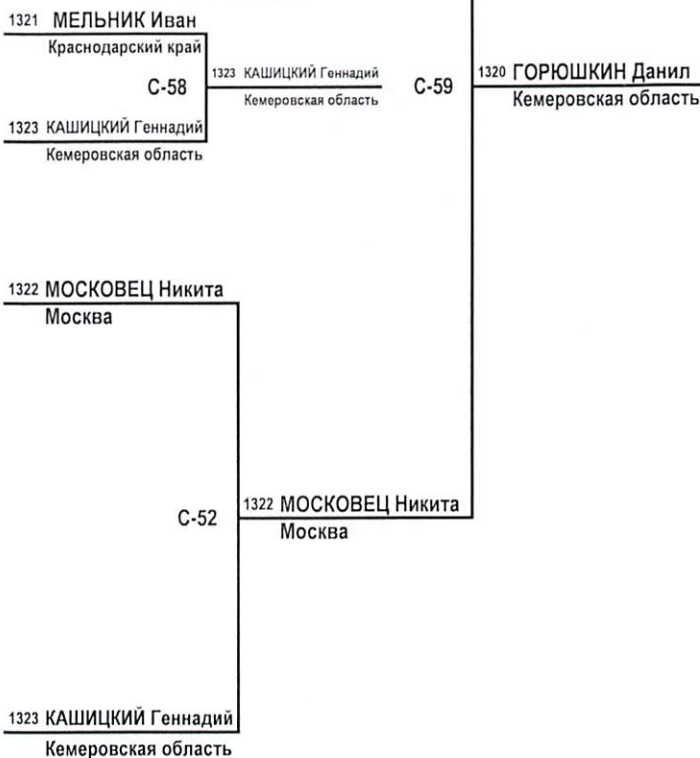 1321 МЕЛЬНИК Иван
Краснодарский край
С-58
1323 КАШИЦКИЙ Геннадий
Кемеровская область
С-59
1320 ГОРЮШКИН Данил
Кемеровская область
1323 КАШИЦКИЙ Геннадий
Кемеровская область
1322 МОСКОВЕЦ Никита
Москва
С-52
1322 МОСКОВЕЦ Никита
Москва
1323 КАШИЦКИЙ Геннадий
Кемеровская область